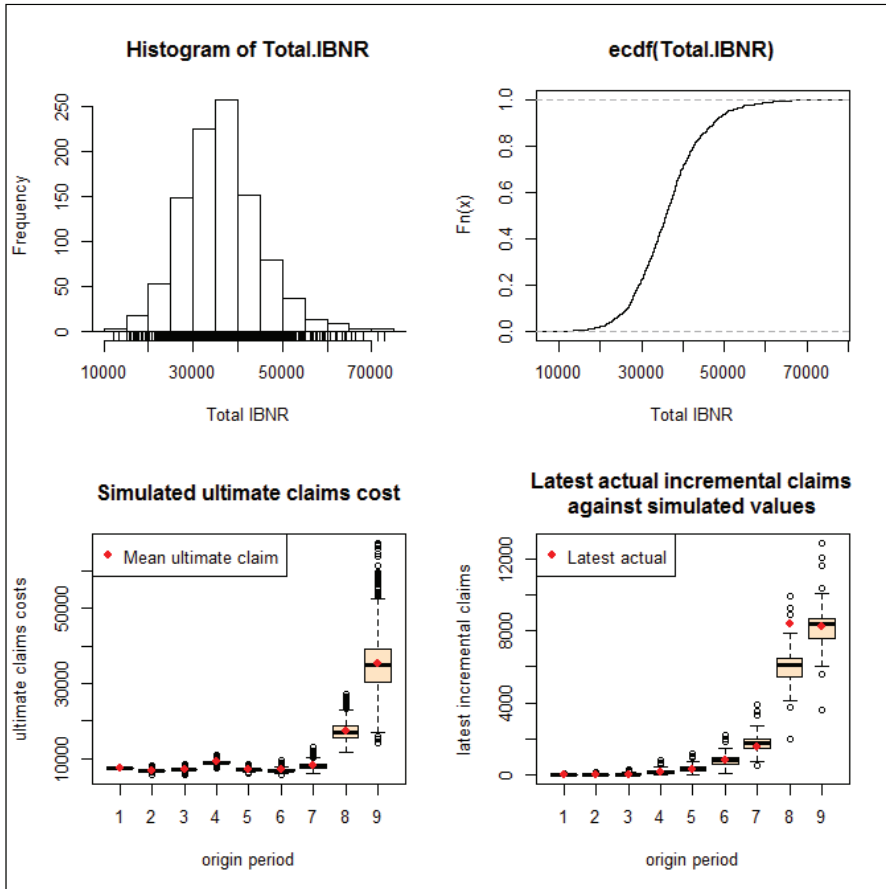 Histogram of Total.IBNR
Frequency
0 50 100 150 200 250
10000 30000 50000 70000
Total IBNR
ecdf(Total.IBNR)
Fn(x)
0.0 0.2 0.4 0.6 0.8 1.0
10000 30000 50000 70000
Total IBNR
Simulated ultimate claims cost
Mean ultimate claim
ultimate claims costs
10000 30000 50000
1 2 3 4 5 6 7 8 9
origin period
Latest actual incremental claims
against simulated values
Latest actual
latest incremental claims
0 4000 8000 12000
1 2 3 4 5 6 7 8 9
origin period